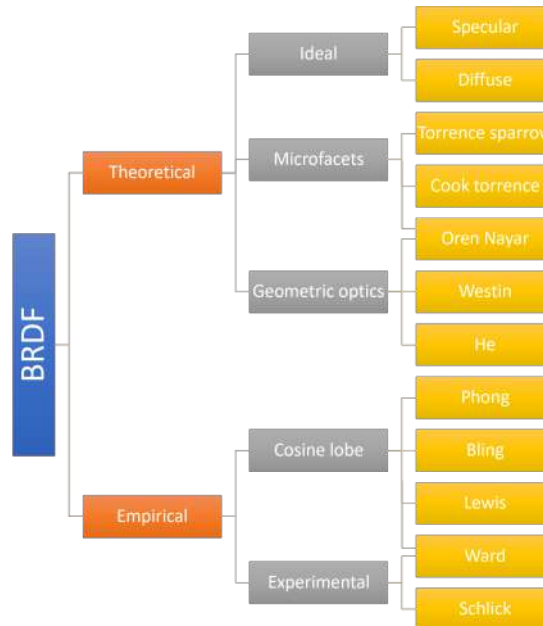 BRDF
Theoretical
Ideal
Specular
Diffuse
Microfacets
Torrence sparrow
Cook torrence
Oren Nayar
Geometric optics
Westin
He
Empirical
Cosine lobe
Phong
Bling
Lewis
Ward
Experimental
Schlick